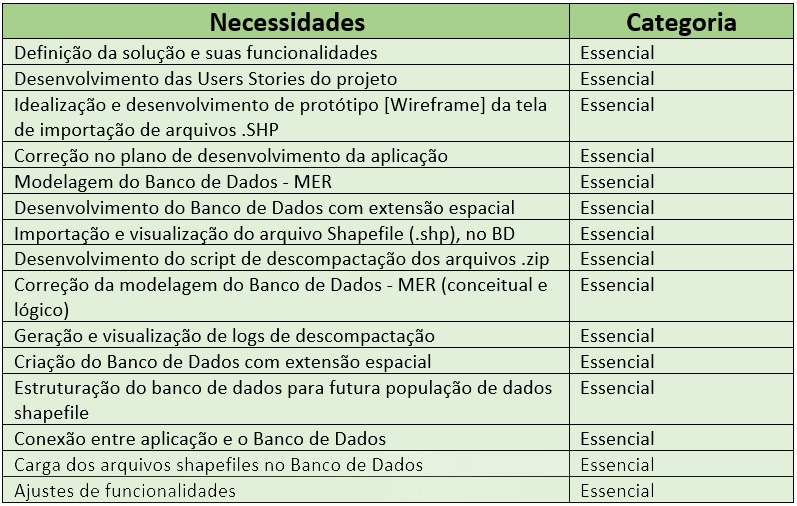 Necessidades Categoria
Definição da solução e suas funcionalidades Essencial
Desenvolvimento das Users Stories do projeto Essencial
Idealização e desenvolvimento de protótipo [Wireframe] da tela Essencial
de importação de arquivos .SHP
Correção no plano de desenvolvimento da aplicação Essencial
Modelagem do Banco de Dados - MER Essencial
Desenvolvimento do Banco de Dados com extensão espacial Essencial
Importação e visualização do arquivo Shapefile (.shp), no BD Essencial
Desenvolvimento do script de descompactação dos arquivos .zip Essencial
Correção da modelagem do Banco de Dados - MER (conceitual e Essencial
lógico)
Geração e visualização de logs de descompactação Essencial
Criação do Banco de Dados com extensão espacial Essencial
Estruturação do banco de dados para futura população de dados Essencial
shapefile
Conexão entre aplicação e o Banco de Dados Essencial
Carga dos arquivos shapefiles no Banco de Dados Essencial
Ajustes de funcionalidades Essencial